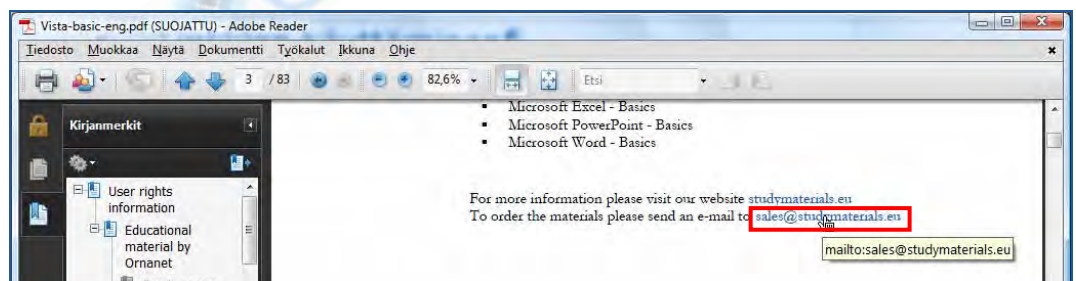 Vista-basic-eng.pdf (SUOJATTU) - Adobe Reader
Tiedosto Muokkaa Näytä Dokumentti Työkalut Ikkuna Ohje
3 / 83 82,6% Etsi
Kirjanmerkit
User rights
information
Educational
material by
Ornanet
▪ Microsoft Excel - Basics
▪ Microsoft PowerPoint - Basics
▪ Microsoft Word - Basics
For more information please visit our website studymaterials.eu
To order the materials please send an e-mail to sales@studymaterials.eu
mailto:sales@studymaterials.eu